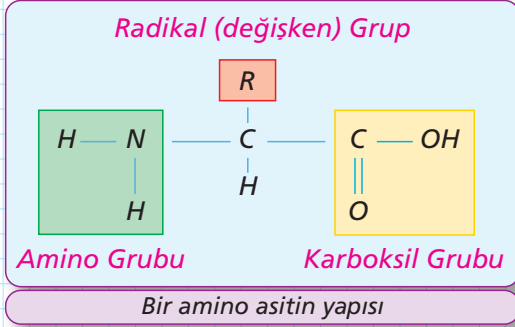 Radikal (değişken) Grup
R
H N C C OH
H H O
Amino Grubu Karboksil Grubu
Bir amino asitin yapısı